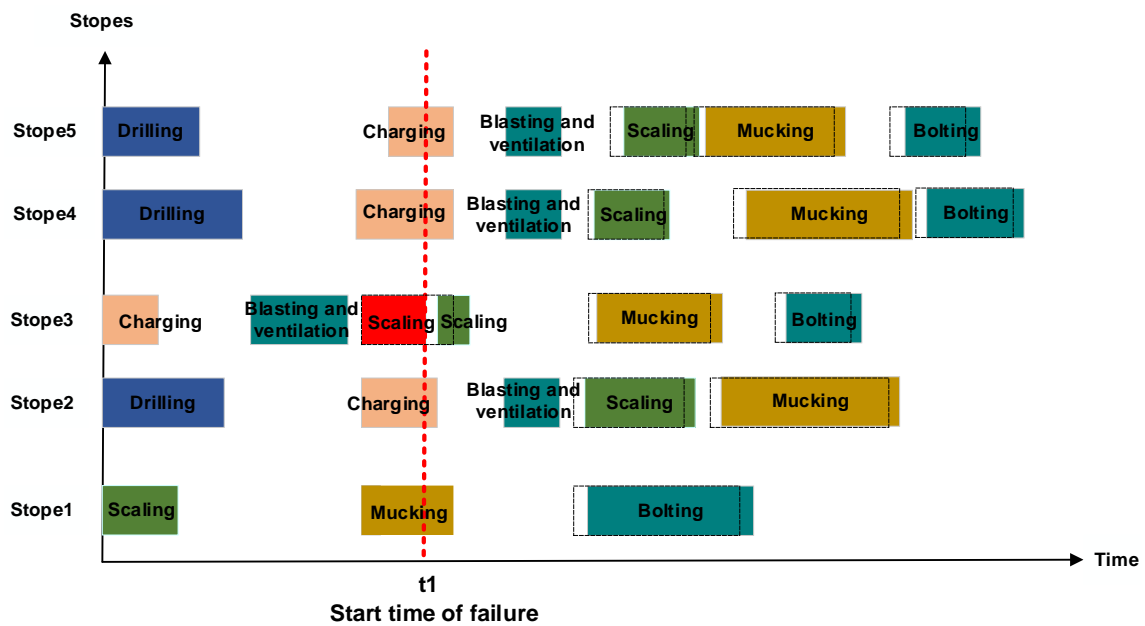 Stopes
Stope5
Drilling
Charging
Blasting and
ventilation
Scaling
Mucking
Bolting
Stope4
Drilling
Charging
Blasting and
ventilation
Scaling
Mucking
Bolting
Stope3
Charging
Blasting and
ventilation
Scaling
Scaling
Mucking
Bolting
Stope2
Drilling
Charging
Blasting and
ventilation
Scaling
Mucking
Stope1
Scaling
Mucking
Bolting
Time
t1
Start time of failure